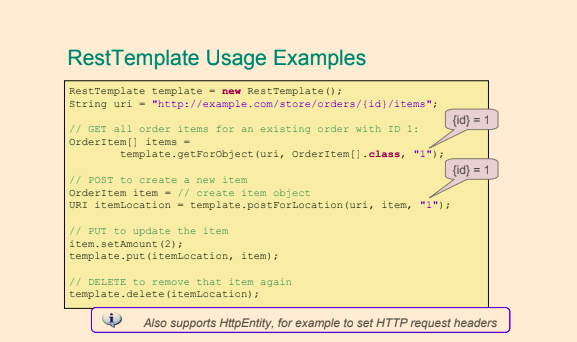 RestTemplate Usage Examples
RestTemplate template = new RestTemplate();
String uri = "http://example.com/store/orders/{id}/items";
{id} = 1
// GET all order items for an existing order with ID 1:
OrderItem[] items =
template.getForObject(uri, OrderItem[].class, "1");
{id} = 1
// POST to create a new item
OrderItem item = // create item object
URI itemLocation = template.postForLocation(uri, item, "1");
// PUT to update the item
item.setAmount(2);
template.put(itemLocation, item);
// DELETE to remove that item again
template.delete(itemLocation);
Also supports HttpEntity, for example to set HTTP request headers